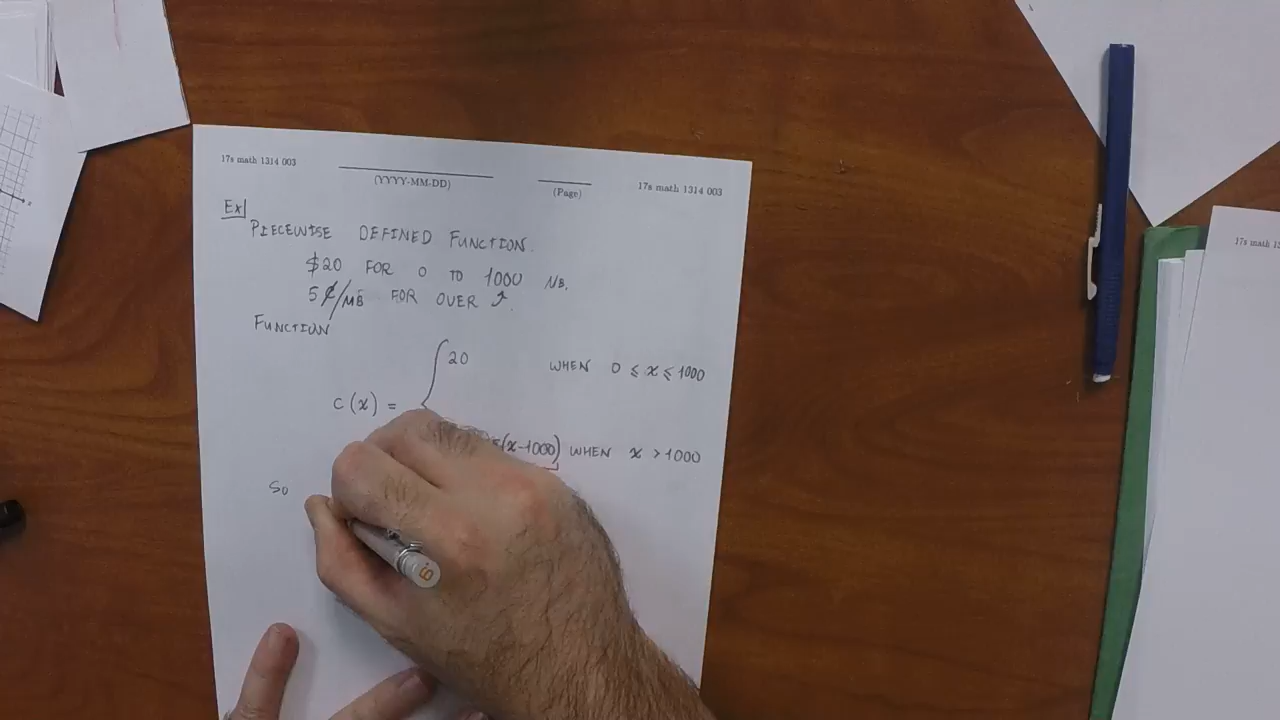 17s math 1314 003
(YYYY-MM-DD)
(Page)
17s math 1314 003
Ex
PIECEWISE DEFINED FUNCTION.
$20 FOR 0 TO 1000 MB.
5¢/MB FOR OVER ↑.
FUNCTION
20 WHEN 0 ≤ x ≤ 1000
C(x) = {
(x-1000) WHEN x > 1000
So
17s math